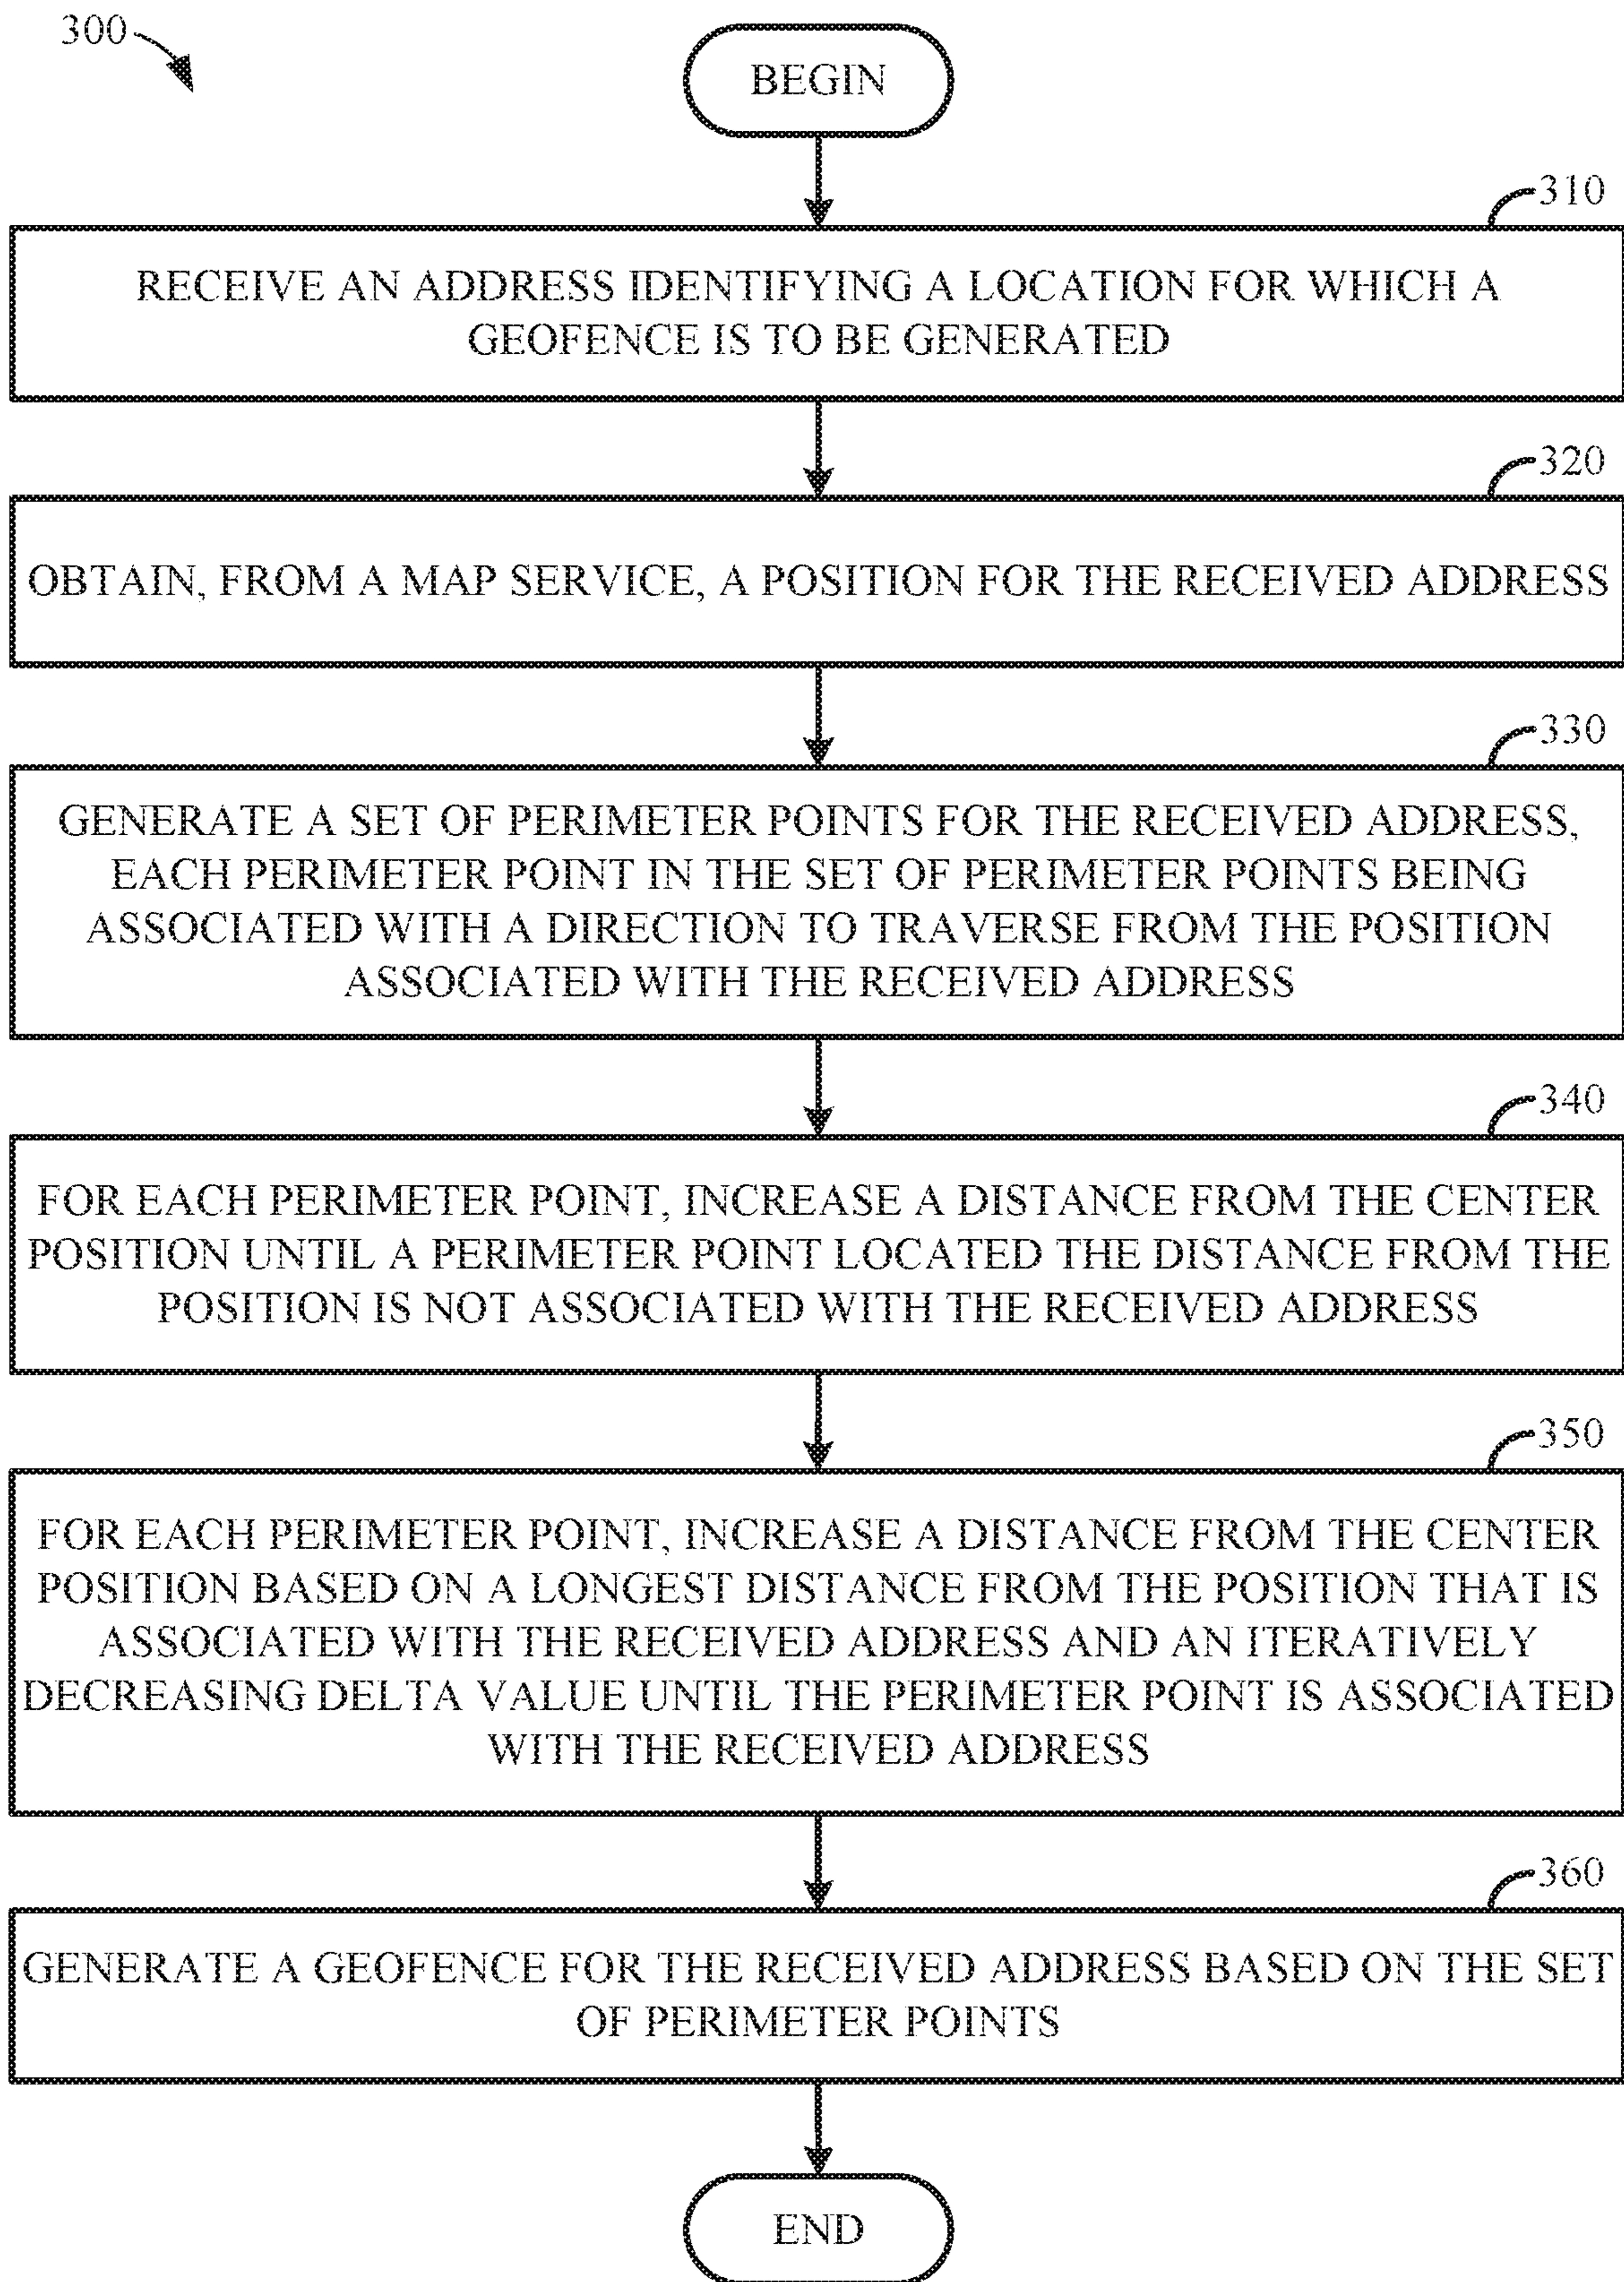 300
BEGIN
310
RECEIVE AN ADDRESS IDENTIFYING A LOCATION FOR WHICH A
GEOFENCE IS TO BE GENERATED
320
OBTAIN, FROM A MAP SERVICE, A POSITION FOR THE RECEIVED ADDRESS
330
GENERATE A SET OF PERIMETER POINTS FOR THE RECEIVED ADDRESS,
EACH PERIMETER POINT IN THE SET OF PERIMETER POINTS BEING
ASSOCIATED WITH A DIRECTION TO TRAVERSE FROM THE POSITION
ASSOCIATED WITH THE RECEIVED ADDRESS
340
FOR EACH PERIMETER POINT, INCREASE A DISTANCE FROM THE CENTER
POSITION UNTIL A PERIMETER POINT LOCATED THE DISTANCE FROM THE
POSITION IS NOT ASSOCIATED WITH THE RECEIVED ADDRESS
350
FOR EACH PERIMETER POINT, INCREASE A DISTANCE FROM THE CENTER
POSITION BASED ON A LONGEST DISTANCE FROM THE POSITION THAT IS
ASSOCIATED WITH THE RECEIVED ADDRESS AND AN ITERATIVELY
DECREASING DELTA VALUE UNTIL THE PERIMETER POINT IS ASSOCIATED
WITH THE RECEIVED ADDRESS
360
GENERATE A GEOFENCE FOR THE RECEIVED ADDRESS BASED ON THE SET
OF PERIMETER POINTS
END